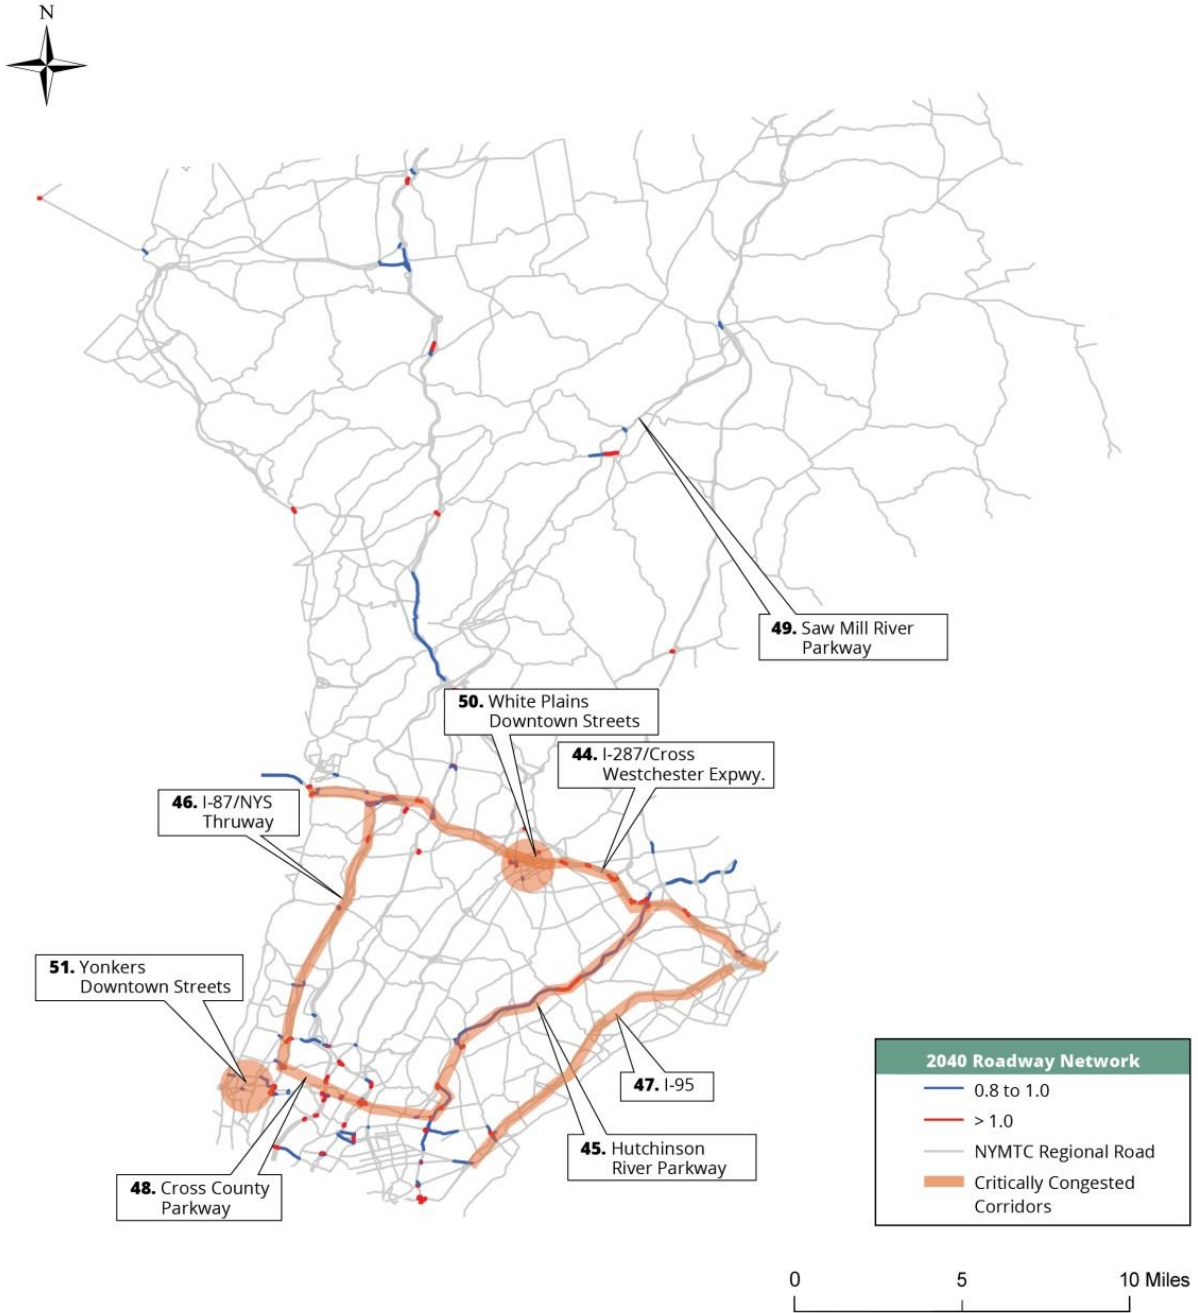 N
49. Saw Mill River
Parkway
50. White Plains
Downtown Streets
44. I-287/Cross
Westchester Expwy.
46. I-87/NYS
Thruway
51. Yonkers
Downtown Streets
47. I-95
45. Hutchinson
River Parkway
48. Cross County
Parkway
2040 Roadway Network
0.8 to 1.0
> 1.0
NYMTC Regional Road
Critically Congested
Corridors
0 5 10 Miles